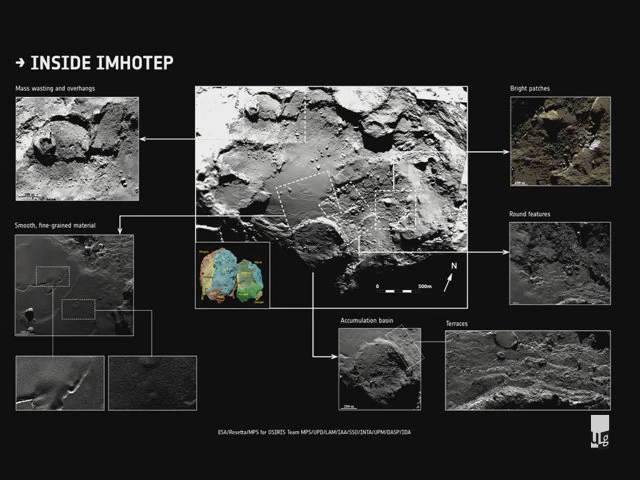 → INSIDE IMHOTEP
Mass wasting and overhangs
Bright patches
Smooth, fine-grained material
Round features
N
0 500m
Accumulation basin
Terraces
ESA/Rosetta/MPS for OSIRIS Team MPS/UPD/LAM/IAA/SSO/INTA/UPM/DASP/IDA
ULg